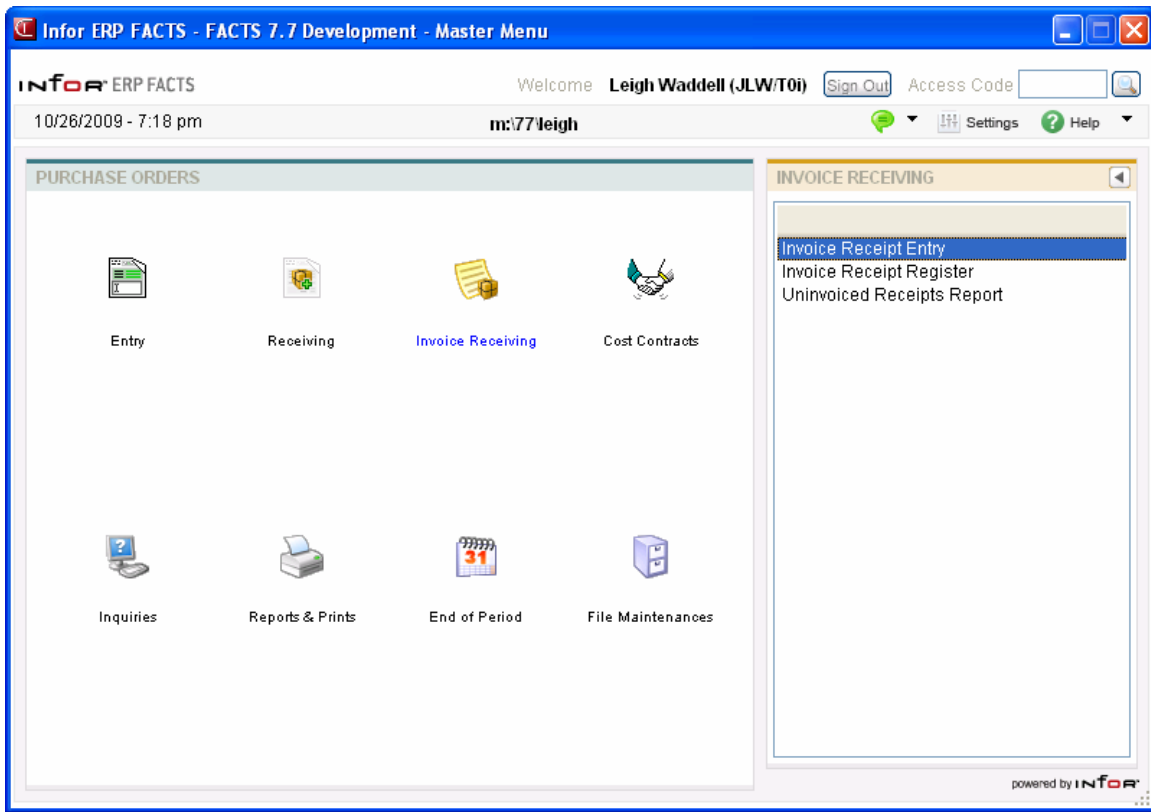 Infor ERP FACTS - FACTS 7.7 Development - Master Menu
INFOR ERP FACTS Welcome Leigh Waddell (JLW/T0i) Sign Out Access Code
10/26/2009 - 7:18 pm m:\77\leigh Settings ? Help
PURCHASE ORDERS
Entry Receiving Invoice Receiving Cost Contracts
? 31
Inquiries Reports & Prints End of Period File Maintenances
INVOICE RECEIVING
Invoice Receipt Entry
Invoice Receipt Register
Uninvoiced Receipts Report
powered by INFOR